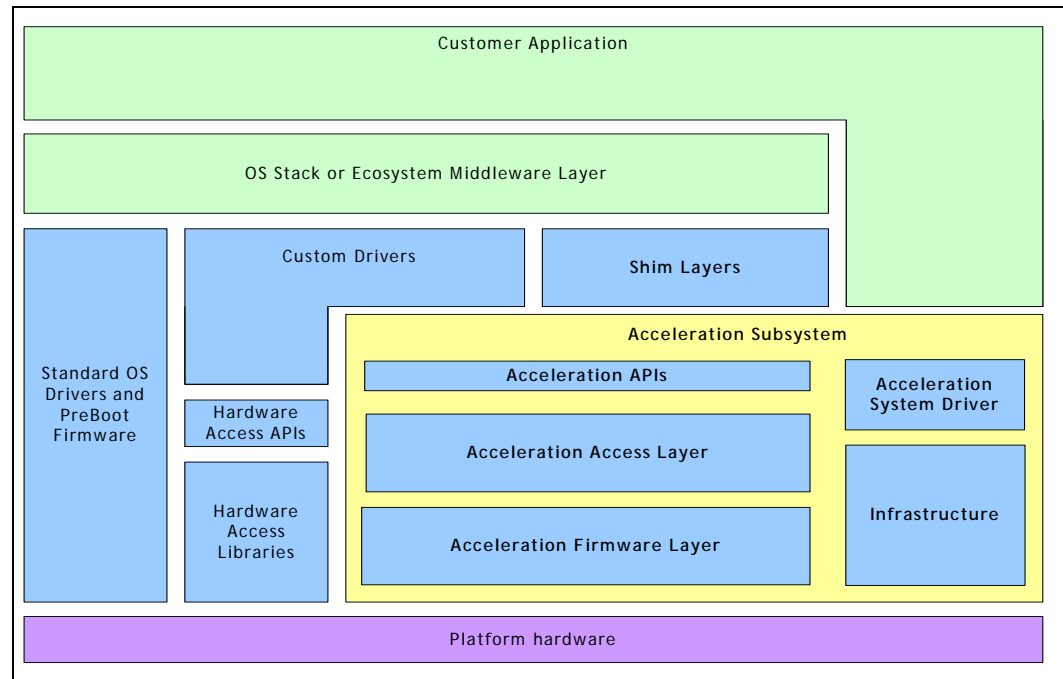 Customer Application
OS Stack or Ecosystem Middleware Layer
Custom Drivers
Shim Layers
Acceleration Subsystem
Standard OS
Drivers and
PreBoot
Firmware
Hardware
Access APIs
Hardware
Access
Libraries
Acceleration APIs
Acceleration Access Layer
Acceleration Firmware Layer
Acceleration
System Driver
Infrastructure
Platform hardware